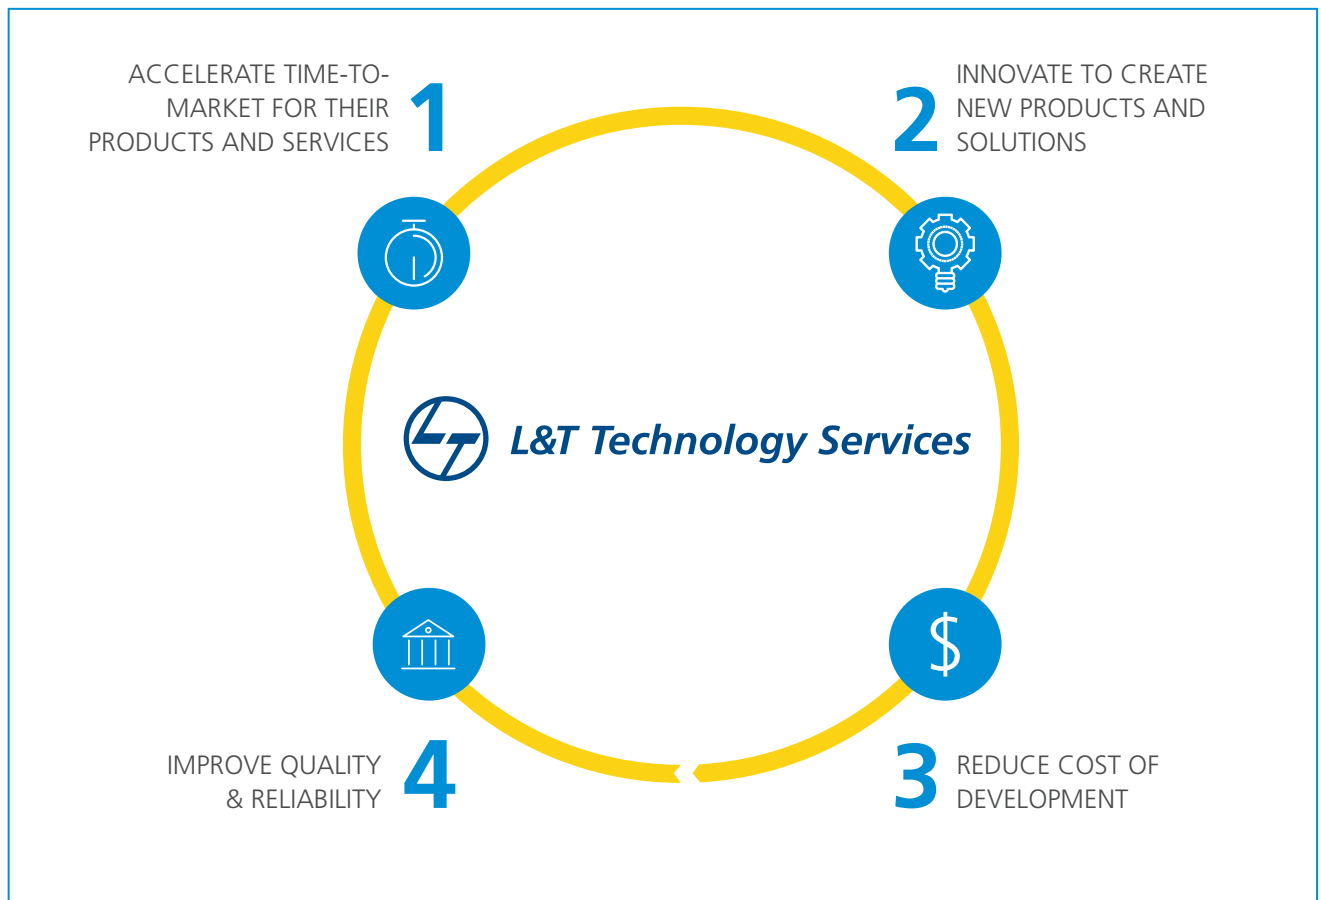 ACCELERATE TIME-TO-
MARKET FOR THEIR
PRODUCTS AND SERVICES
1
2
INNOVATE TO CREATE
NEW PRODUCTS AND
SOLUTIONS
LT
L&T Technology Services
$
IMPROVE QUALITY
& RELIABILITY
4
3
REDUCE COST OF
DEVELOPMENT